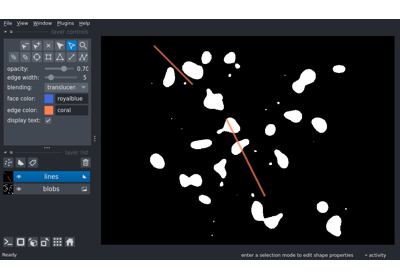 File View Window Plugins Help
layer controls
opacity: 0.70
edge width: 5
blending: translucen
face color: royalblue
edge color: coral
display text:
layer list
lines
blobs
Ready enter a selection mode to edit shape properties activity